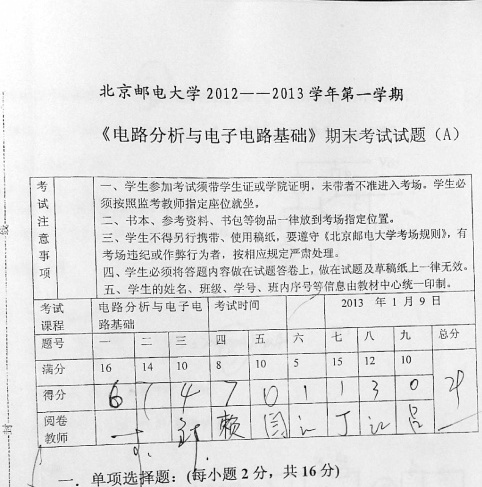 北京邮电大学 2012——2013 学年第一学期
《电路分析与电子电路基础》期末考试试题（A）
考试注意事项
一、学生参加考试须带学生证或学院证明，未带者不准进入考场。学生必
须按照监考教师指定座位就坐。
二、书本、参考资料、书包等物品一律放到考场指定位置。
三、学生不得另行携带、使用稿纸，要遵守《北京邮电大学考场规则》，有
考场违纪或作弊行为者，按相应规定严肃处理。
四、学生必须将答题内容做在试题答卷上，做在试题及草稿纸上一律无效。
五、学生的姓名、班级、学号、班内序号等信息由教材中心统一印制。
考试课程 电路分析与电子电路基础 考试时间 2013 年 1 月 9 日
题号 一 二 三 四 五 六 七 八 九 总分
满分 16 14 10 8 10 5 15 12 10
得分 6 1 4 7 0 1 1 3 0
阅卷教师 赖
一．单项选择题：(每小题 2 分，共 16 分)